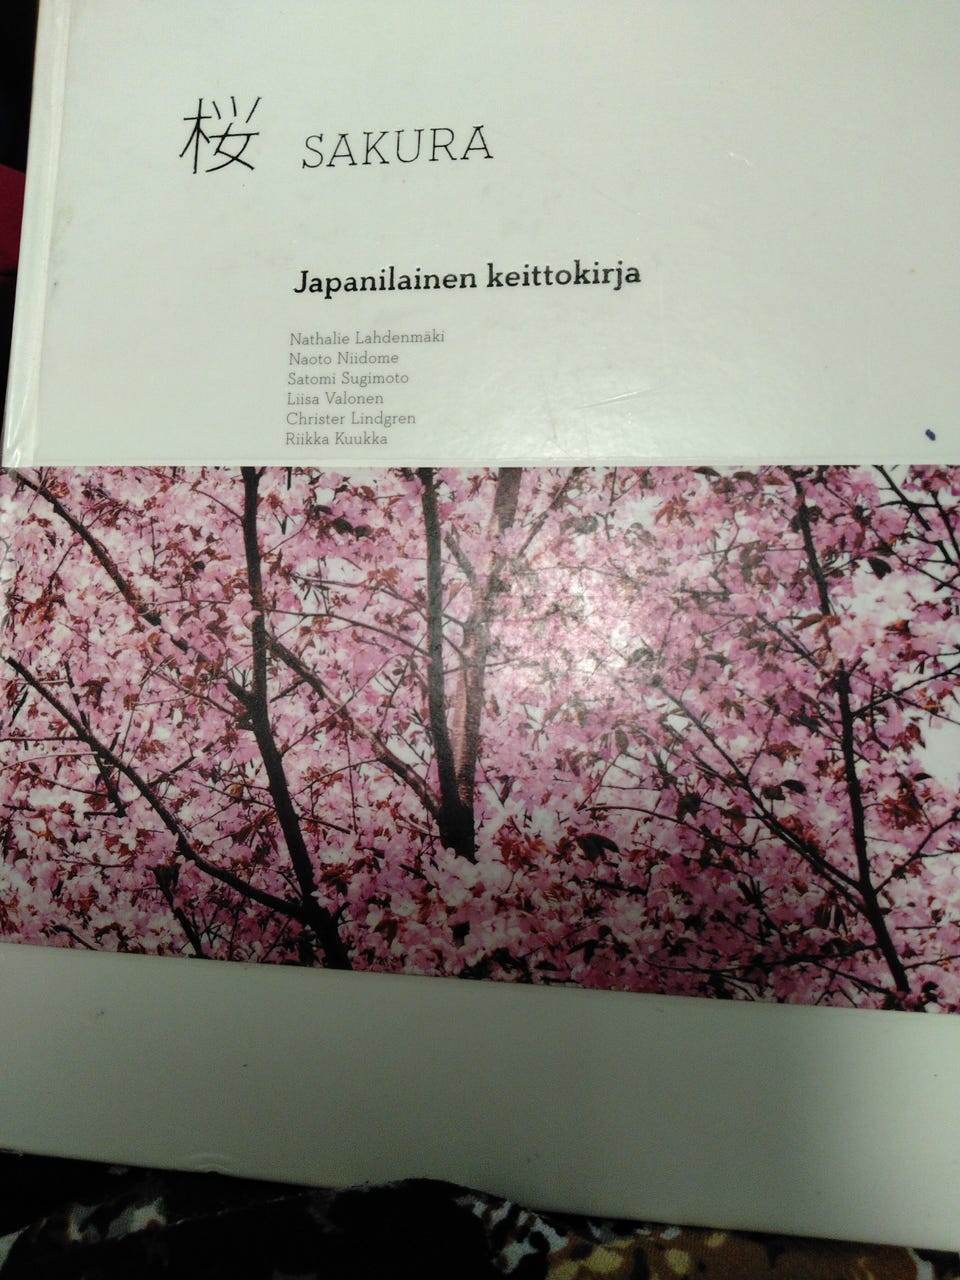 桜 SAKURA
Japanilainen keittokirja
Nathalie Lahdenmäki
Naoto Niidome
Satomi Sugimoto
Liisa Valonen
Christer Lindgren
Riikka Kuukka